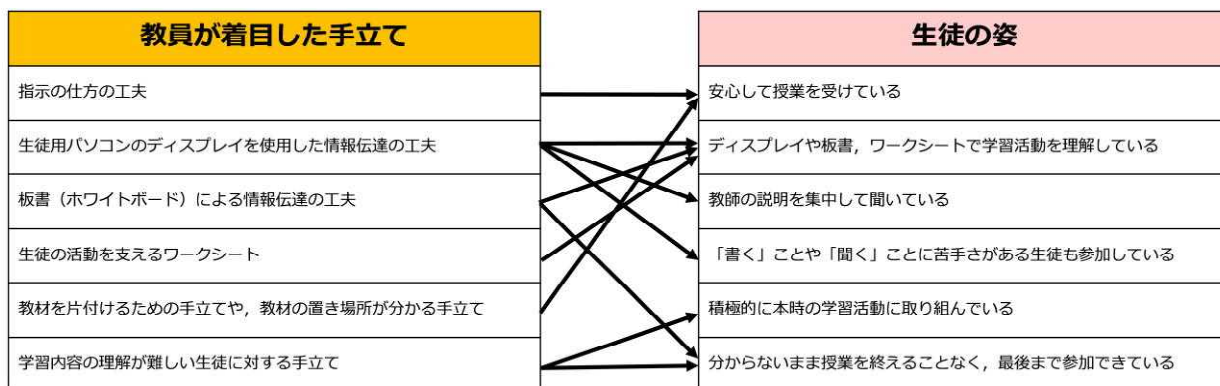 教員が着目した手立て
指示の仕方の工夫
生徒用パソコンのディスプレイを使用した情報伝達の工夫
板書（ホワイトボード）による情報伝達の工夫
生徒の活動を支えるワークシート
教材を片付けるための手立てや，教材の置き場所が分かる手立て
学習内容の理解が難しい生徒に対する手立て
生徒の姿
安心して授業を受けている
ディスプレイや板書，ワークシートで学習活動を理解している
教師の説明を集中して聞いている
「書く」ことや「聞く」ことに苦手さがある生徒も参加している
積極的に本時の学習活動に取り組んでいる
分からないまま授業を終えることなく，最後まで参加できている